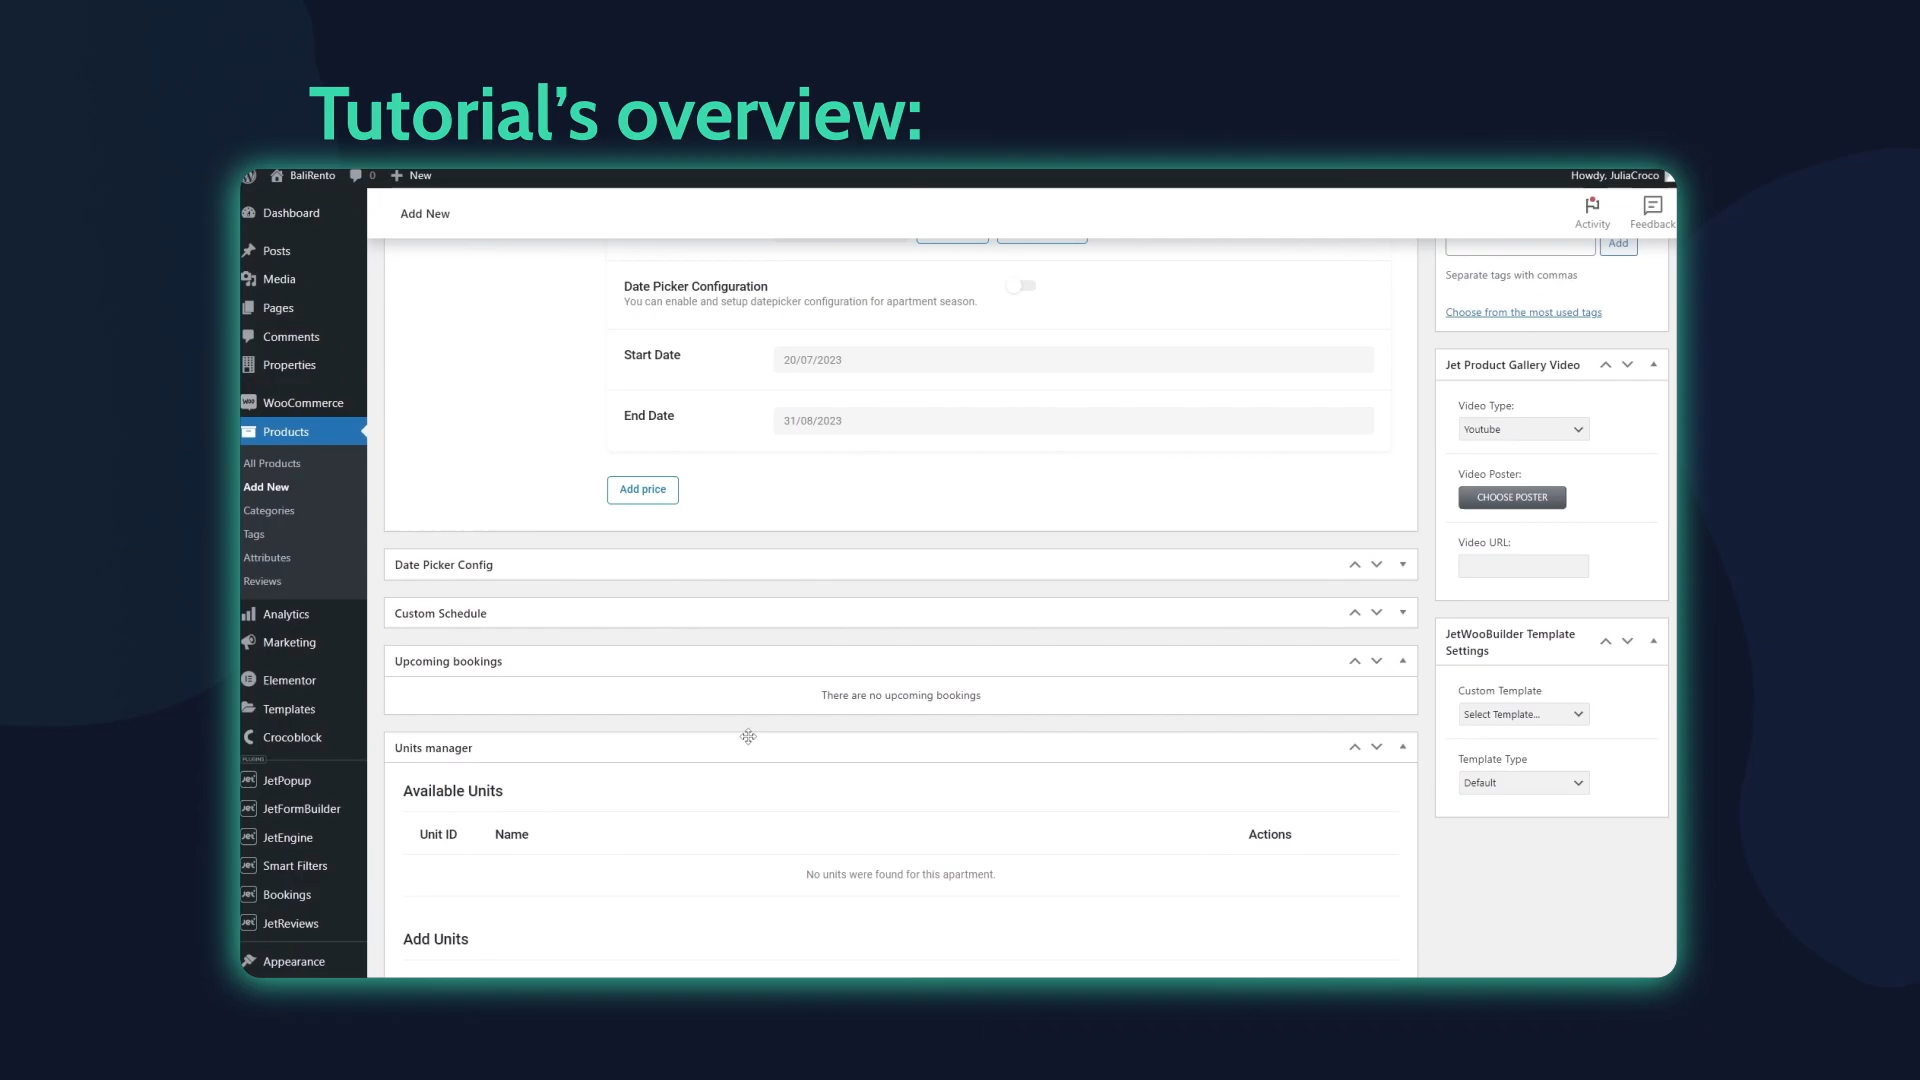 Tutorial's overview:
BaliRento
0
New
Howdy, JuliaCroco
Dashboard
Posts
Media
Pages
Comments
Properties
WooCommerce
Products
All Products
Add New
Categories
Tags
Attributes
Reviews
Analytics
Marketing
Elementor
Templates
Crocoblock
PLUGINS
JetPopup
JetFormBuilder
JetEngine
Smart Filters
Bookings
JetReviews
Appearance
Add New
Activity
Feedback
Date Picker Configuration
You can enable and setup datepicker configuration for apartment season.
Start Date
20/07/2023
End Date
31/08/2023
Add price
Date Picker Config
Custom Schedule
Upcoming bookings
There are no upcoming bookings
Units manager
Available Units
Unit ID
Name
Actions
No units were found for this apartment.
Add Units
Add
Separate tags with commas
Choose from the most used tags
Jet Product Gallery Video
Video Type:
Youtube
Video Poster:
CHOOSE POSTER
Video URL:
JetWooBuilder Template
Settings
Custom Template
Select Template...
Template Type
Default